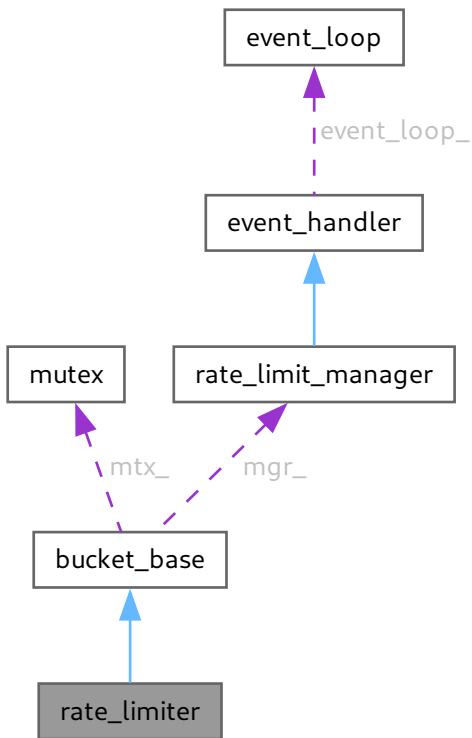 event_loop
event_loop_
event_handler
mutex
rate_limit_manager
mtx_
mgr_
bucket_base
rate_limiter